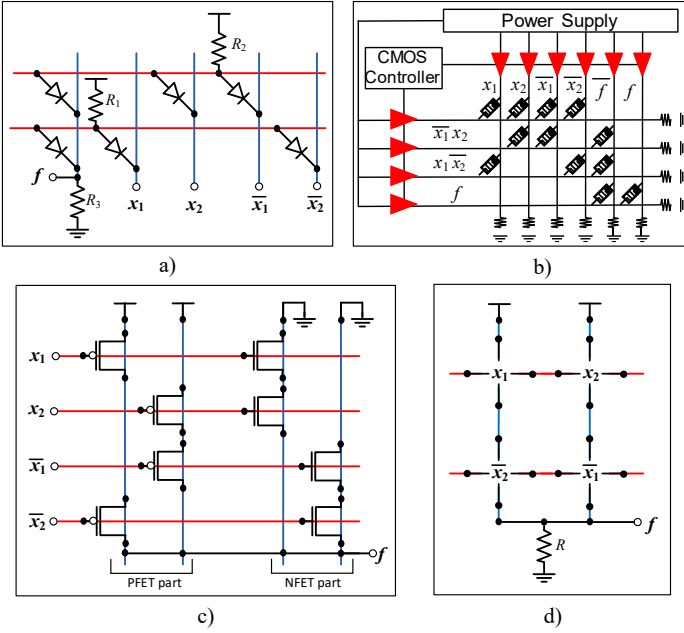 R₂
R₁
f
R₃
x₁ x₂ x̅₁ x̅₂
a)
Power Supply
CMOS
Controller
x₁ x₂ x̅₁ x̅₂ f̅ f
x̅₁ x₂
x₁ x̅₂
f
b)
x₁
x₂
x̅₁
x̅₂
f
PFET part NFET part
c)
x₁ x₂
x̅₂ x̅₁
f
R
d)